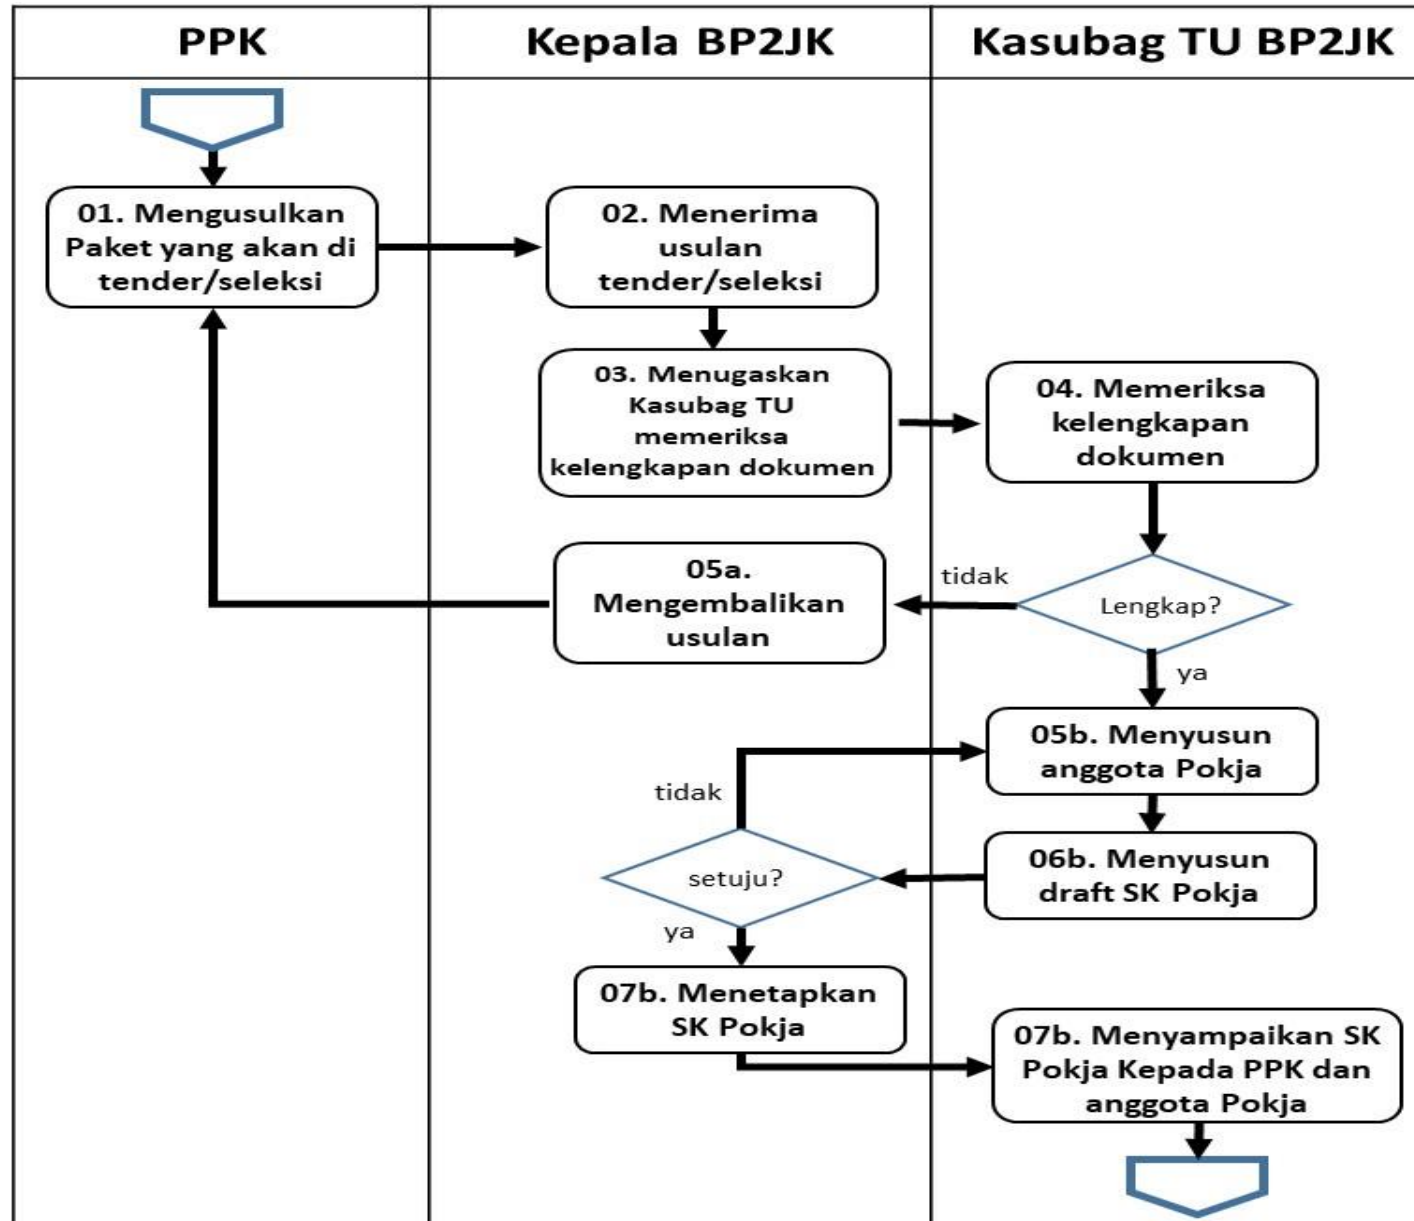 PPK
Kepala BP2JK
Kasubag TU BP2JK
01. Mengusulkan
Paket yang akan di
tender/seleksi
02. Menerima
usulan
tender/seleksi
03. Menugaskan
Kasubag TU
memeriksa
kelengkapan dokumen
04. Memeriksa
kelengkapan
dokumen
Lengkap?
tidak
05a.
Mengembalikan
usulan
ya
05b. Menyusun
anggota Pokja
06b. Menyusun
draft SK Pokja
setuju?
tidak
ya
07b. Menetapkan
SK Pokja
07b. Menyampaikan SK
Pokja Kepada PPK dan
anggota Pokja